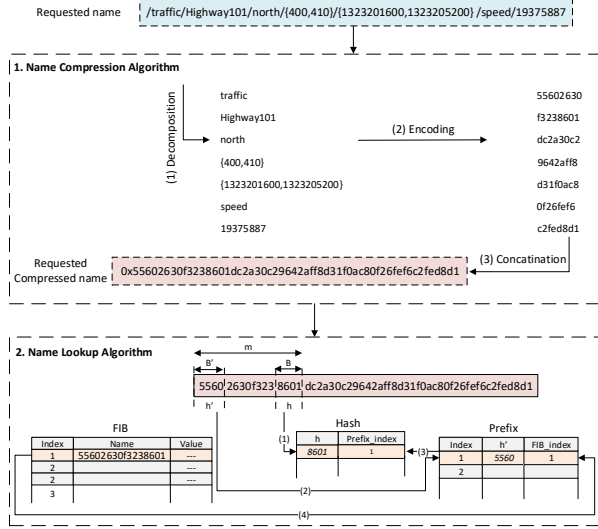 Requested name
/traffic/Highway101/north/{400,410}/{1323201600,1323205200} /speed/19375887
1. Name Compression Algorithm
(1) Decomposition
traffic 55602630
Highway101 f3238601
north (2) Encoding dc2a30c2
{400,410} 9642aff8
{1323201600,1323205200} d31f0ac8
speed 0f26fef6
19375887 c2fed8d1
Requested
Compressed name
0x55602630f3238601dc2a30c29642aff8d31f0ac80f26fef6c2fed8d1
(3) Concatination
2. Name Lookup Algorithm
m
B' B
5560 2630f323 8601 dc2a30c29642aff8d31f0ac80f26fef6c2fed8d1
h' h
FIB
Index Name Value
1 55602630f3238601 ---
2 ---
2 ---
3
(1)
Hash
h Prefix_index
8601 1
(3)
Prefix
Index h' FIB_index
1 5560 1
2
(2)
(4)